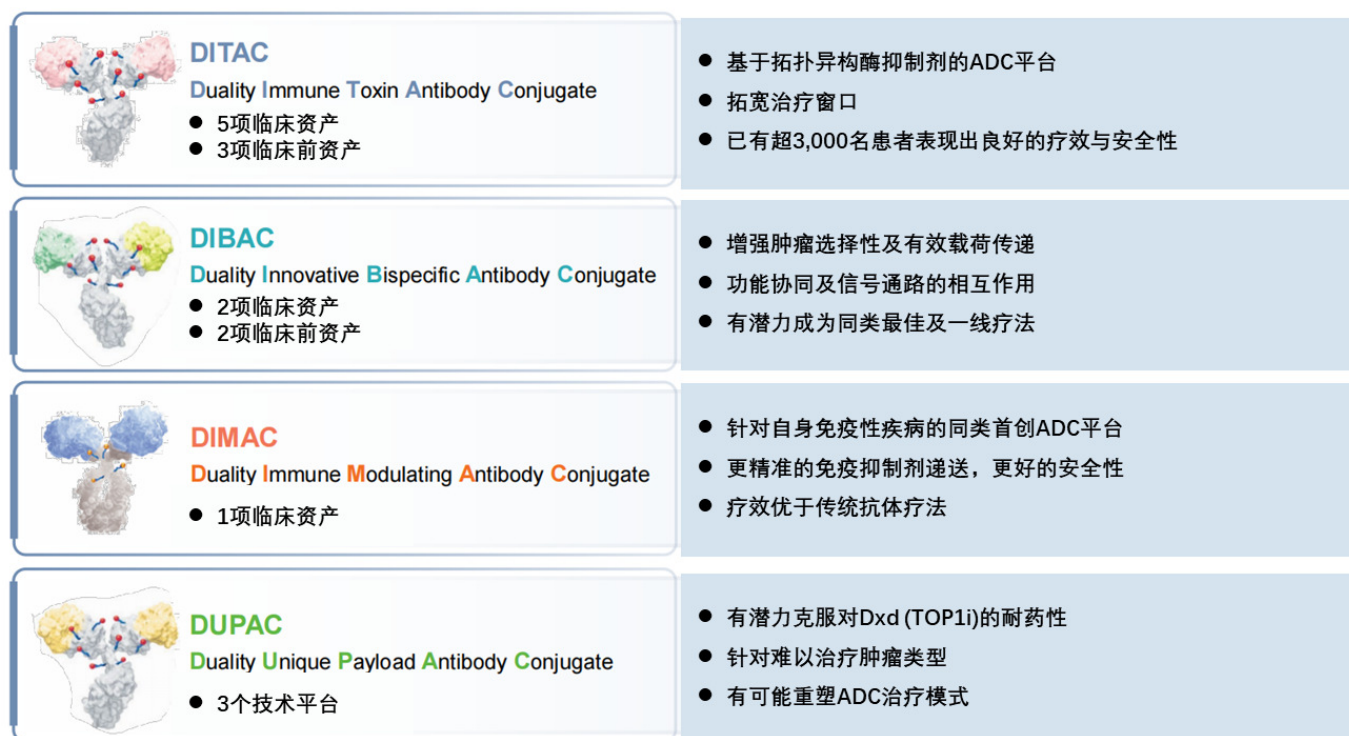 DITAC
Duality Immune Toxin Antibody Conjugate
● 5项临床资产
● 3项临床前资产
● 基于拓扑异构酶抑制剂的ADC平台
● 拓宽治疗窗口
● 已有超3,000名患者表现出良好的疗效与安全性
DIBAC
Duality Innovative Bispecific Antibody Conjugate
● 2项临床资产
● 2项临床前资产
● 增强肿瘤选择性及有效载荷传递
● 功能协同及信号通路的相互作用
● 有潜力成为同类最佳及一线疗法
DIMAC
Duality Immune Modulating Antibody Conjugate
● 1项临床资产
● 针对自身免疫性疾病的同类首创ADC平台
● 更精准的免疫抑制剂递送，更好的安全性
● 疗效优于传统抗体疗法
DUPAC
Duality Unique Payload Antibody Conjugate
● 3个技术平台
● 有潜力克服对Dxd (TOP1i)的耐药性
● 针对难以治疗肿瘤类型
● 有可能重塑ADC治疗模式